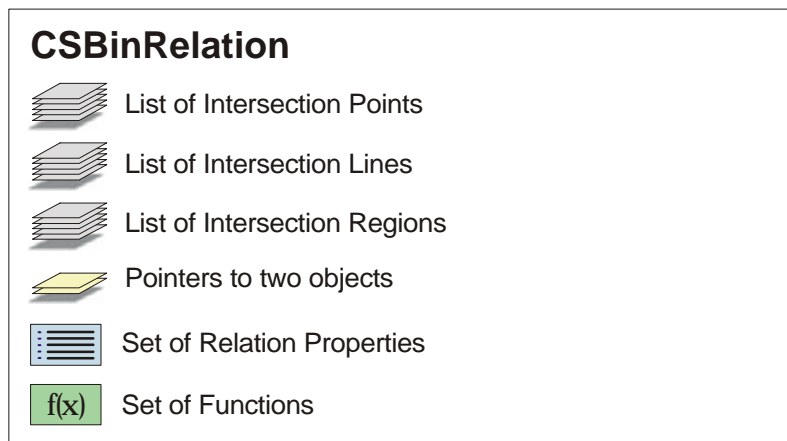 CSBinRelation
List of Intersection Points
List of Intersection Lines
List of Intersection Regions
Pointers to two objects
Set of Relation Properties
f(x) Set of Functions